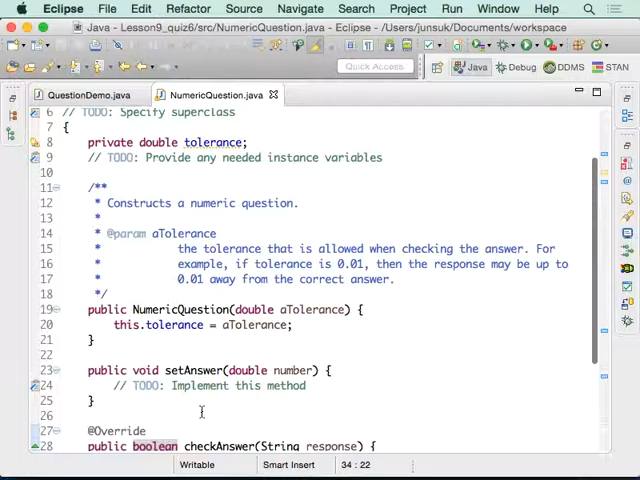 Eclipse File Edit Refactor Source Navigate Search Project Run Window Help
Java - Lesson9_quiz6/src/NumericQuestion.java - Eclipse - /Users/junsuk/Documents/workspace
Quick Access Java Debug DDMS STAN
QuestionDemo.java NumericQuestion.java
6 // TODO: Specify superclass
7 {
8 private double tolerance;
9 // TODO: Provide any needed instance variables
10
11 /**
12 * Constructs a numeric question.
13 *
14 * @param aTolerance
15 * the tolerance that is allowed when checking the answer. For
16 * example, if tolerance is 0.01, then the response may be up to
17 * 0.01 away from the correct answer.
18 */
19 public NumericQuestion(double aTolerance) {
20 this.tolerance = aTolerance;
21 }
22
23 public void setAnswer(double number) {
24 // TODO: Implement this method
25 }
26
27 @Override
28 public boolean checkAnswer(String response) {
Writable Smart Insert 34 : 22